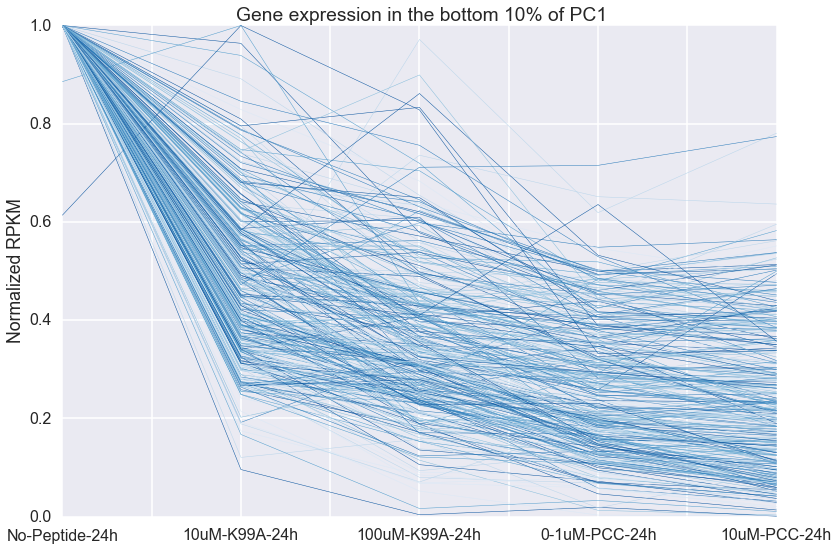 Gene expression in the bottom 10% of PC1
Normalized RPKM
1.0
0.8
0.6
0.4
0.2
0.0
No-Peptide-24h
10uM-K99A-24h
100uM-K99A-24h
0-1uM-PCC-24h
10uM-PCC-24h